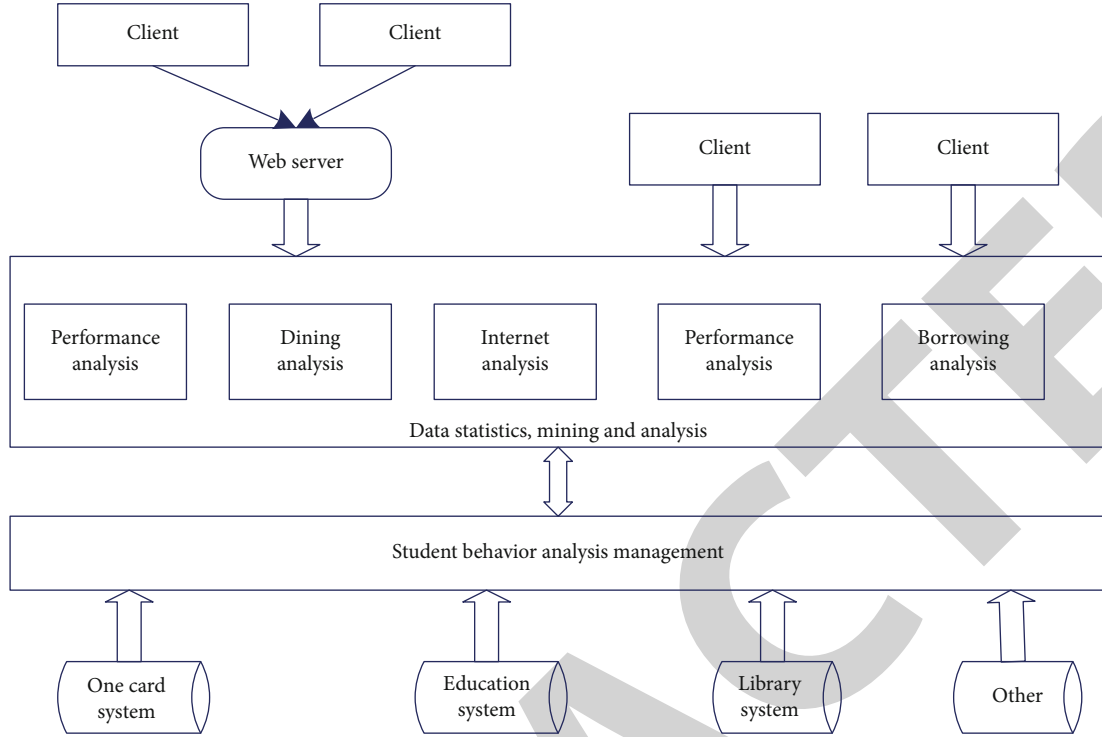 Client
Client
Web server
Client
Client
Performance
analysis
Dining
analysis
Internet
analysis
Performance
analysis
Borrowing
analysis
Data statistics, mining and analysis
Student behavior analysis management
One card
system
Education
system
Library
system
Other